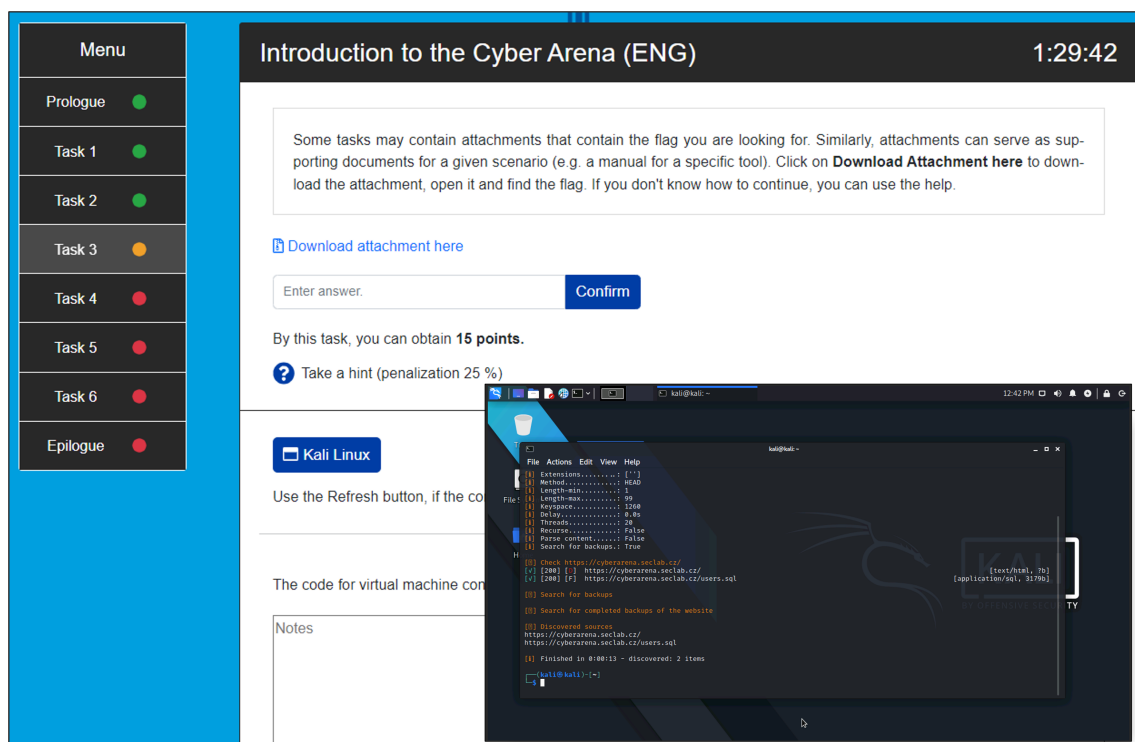 Menu
Prologue
Task 1
Task 2
Task 3
Task 4
Task 5
Task 6
Epilogue
Introduction to the Cyber Arena (ENG)
1:29:42
Some tasks may contain attachments that contain the flag you are looking for. Similarly, attachments can serve as sup-
porting documents for a given scenario (e.g. a manual for a specific tool). Click on Download Attachment here to down-
load the attachment, open it and find the flag. If you don't know how to continue, you can use the help.
Download attachment here
Enter answer.
Confirm
By this task, you can obtain 15 points.
? Take a hint (penalization 25 %)
Kali Linux
Use the Refresh button, if the co
The code for virtual machine con
Notes
kali@kali: ~
12:42 PM
File S
H
kali@kali: ~
File Actions Edit View Help
[i] Extensions.........: ['']
[i] Method.............: HEAD
[i] Length-min.........: 1
[i] Length-max.........: 99
[i] Keyspace...........: 1260
[i] Delay..............: 0.0s
[i] Threads............: 20
[i] Recurse............: False
[i] Parse content......: False
[i] Search for backups.: True
Check https://cyberarena.seclab.cz/
[√] [200] https://cyberarena.seclab.cz/ [text/html, ?b]
[√] [200] [F] https://cyberarena.seclab.cz/users.sql [application/sql, 3179b]
Search for backups
Search for completed backups of the website
Discovered sources
https://cyberarena.seclab.cz/
https://cyberarena.seclab.cz/users.sql
[i] Finished in 0:00:13 - discovered: 2 items
(kali㉿kali)-[~]
$
KALI
TY